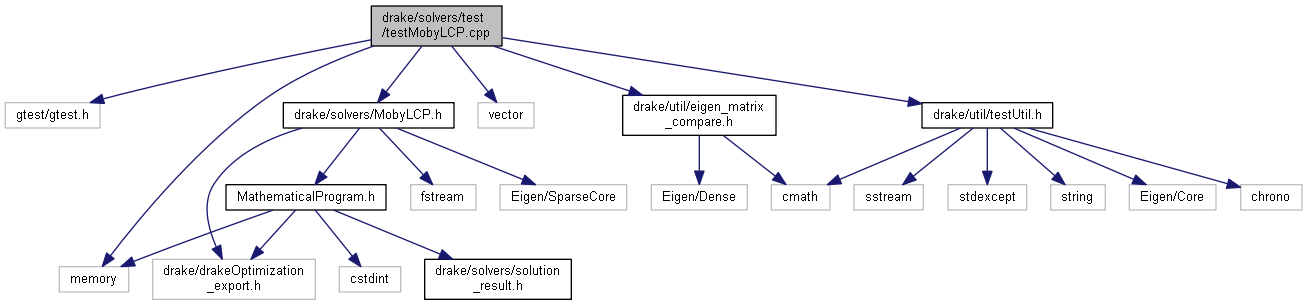 drake/solvers/test
/testMobyLCP.cpp
gtest/gtest.h
drake/solvers/MobyLCP.h
vector
drake/util/eigen_matrix
_compare.h
drake/util/testUtil.h
MathematicalProgram.h
fstream
Eigen/SparseCore
Eigen/Dense
cmath
sstream
stdexcept
string
Eigen/Core
chrono
memory
drake/drakeOptimization
_export.h
cstdint
drake/solvers/solution
_result.h